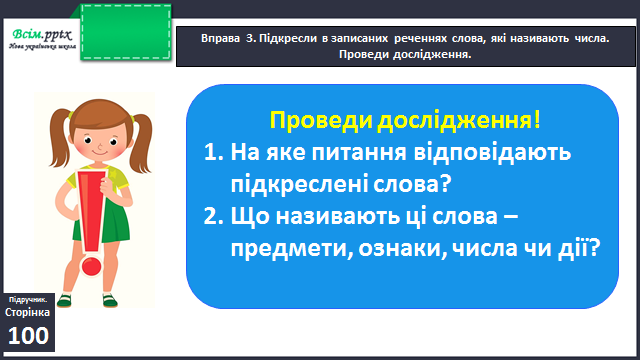 Всім.pptx
Нова українська школа
Вправа 3. Підкресли в записаних реченнях слова, які називають числа.
Проведи дослідження.
Проведи дослідження!
1. На яке питання відповідають
підкреслені слова?
2. Що називають ці слова –
предмети, ознаки, числа чи дії?
Підручник.
Сторінка
100